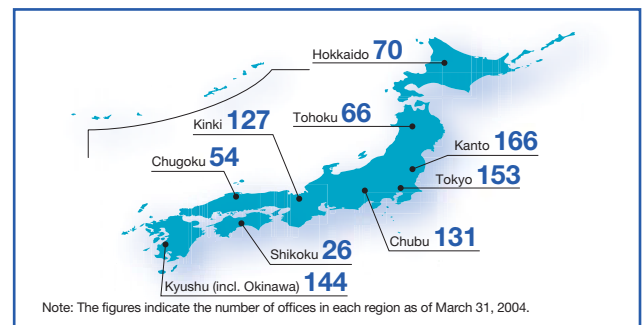 Hokkaido 70
Kinki 127
Tohoku 66
Chugoku 54
Kanto 166
Tokyo 153
Chubu 131
Shikoku 26
Kyushu (incl. Okinawa) 144
Note: The figures indicate the number of offices in each region as of March 31, 2004.